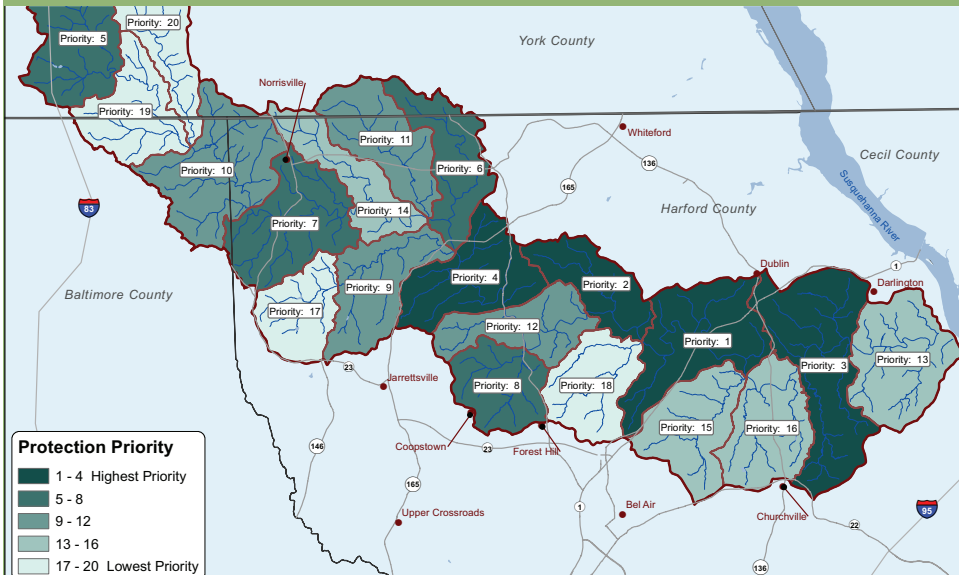 Priority: 20
Priority: 5
York County
Norrisville
Priority: 19
Whiteford
Priority: 11
Cecil County
136
Priority: 10
Priority: 6
165
83
Harford County
Priority: 14
Susquehanna River
Priority: 7
Dublin
1
Priority: 4
Priority: 2
Darlington
Baltimore County
Priority: 9
Priority: 17
Priority: 12
Priority: 1
Priority: 13
23
Priority: 3
Jarrettsville
Priority: 8
Priority: 18
Priority: 15
Priority: 16
Coopstown
146
23
Forest Hill
165
1
Bel Air
Upper Crossroads
Churchville
22
95
136
Protection Priority
1 - 4 Highest Priority
5 - 8
9 - 12
13 - 16
17 - 20 Lowest Priority